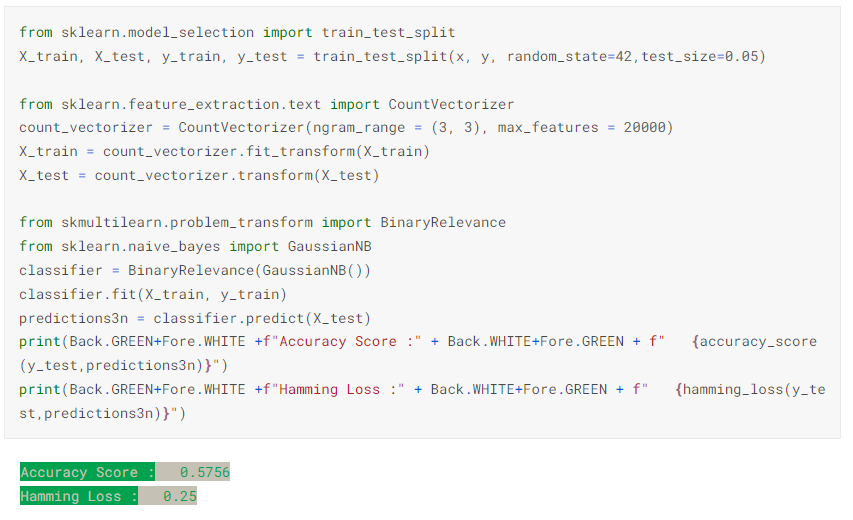 from sklearn.model_selection import train_test_split
X_train, X_test, y_train, y_test = train_test_split(x, y, random_state=42,test_size=0.05)
from sklearn.feature_extraction.text import CountVectorizer
count_vectorizer = CountVectorizer(ngram_range = (3, 3), max_features = 20000)
X_train = count_vectorizer.fit_transform(X_train)
X_test = count_vectorizer.transform(X_test)
from skmultilearn.problem_transform import BinaryRelevance
from sklearn.naive_bayes import GaussianNB
classifier = BinaryRelevance(GaussianNB())
classifier.fit(X_train, y_train)
predictions3n = classifier.predict(X_test)
print(Back.GREEN+Fore.WHITE +f"Accuracy Score :" + Back.WHITE+Fore.GREEN + f"   {accuracy_score
(y_test,predictions3n)}")
print(Back.GREEN+Fore.WHITE +f"Hamming Loss :" + Back.WHITE+Fore.GREEN + f"   {hamming_loss(y_te
st,predictions3n)}")
Accuracy Score :   0.5756
Hamming Loss :   0.25